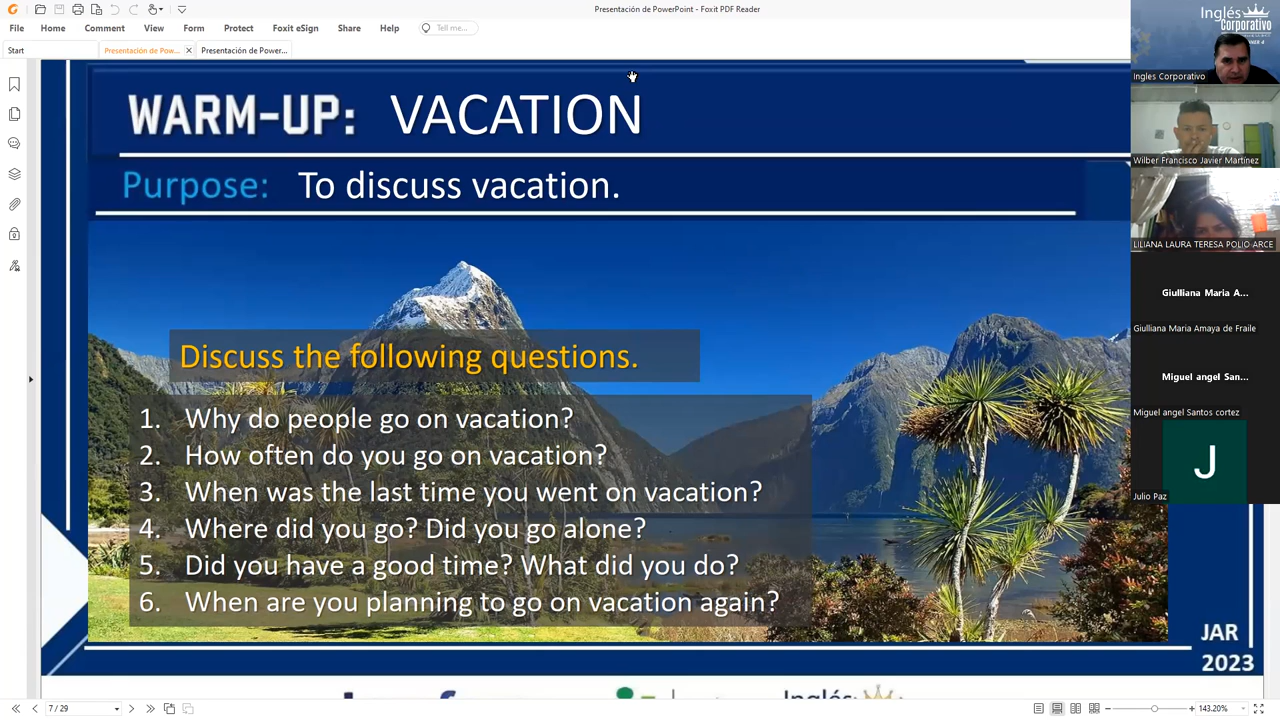 Presentación de PowerPoint - Foxit PDF Reader
File Home Comment View Form Protect Foxit eSign Share Help Tell me...
Start Presentación de Pow... Presentación de Power...
WARM-UP: VACATION
Purpose: To discuss vacation.
Discuss the following questions.
1. Why do people go on vacation?
2. How often do you go on vacation?
3. When was the last time you went on vacation?
4. Where did you go? Did you go alone?
5. Did you have a good time? What did you do?
6. When are you planning to go on vacation again?
JAR
2023
Inglés
Corporativo
Ingles Corporativo
Wilber Francisco Javier Martinez
LILIANA LAURA TERESA POLIO ARCE
Giulliana Maria A...
Giulliana Maria Amaya de Fraile
Miguel angel San...
Miguel angel Santos cortez
J
Julio Paz
Inglés
7 / 29
143.20%